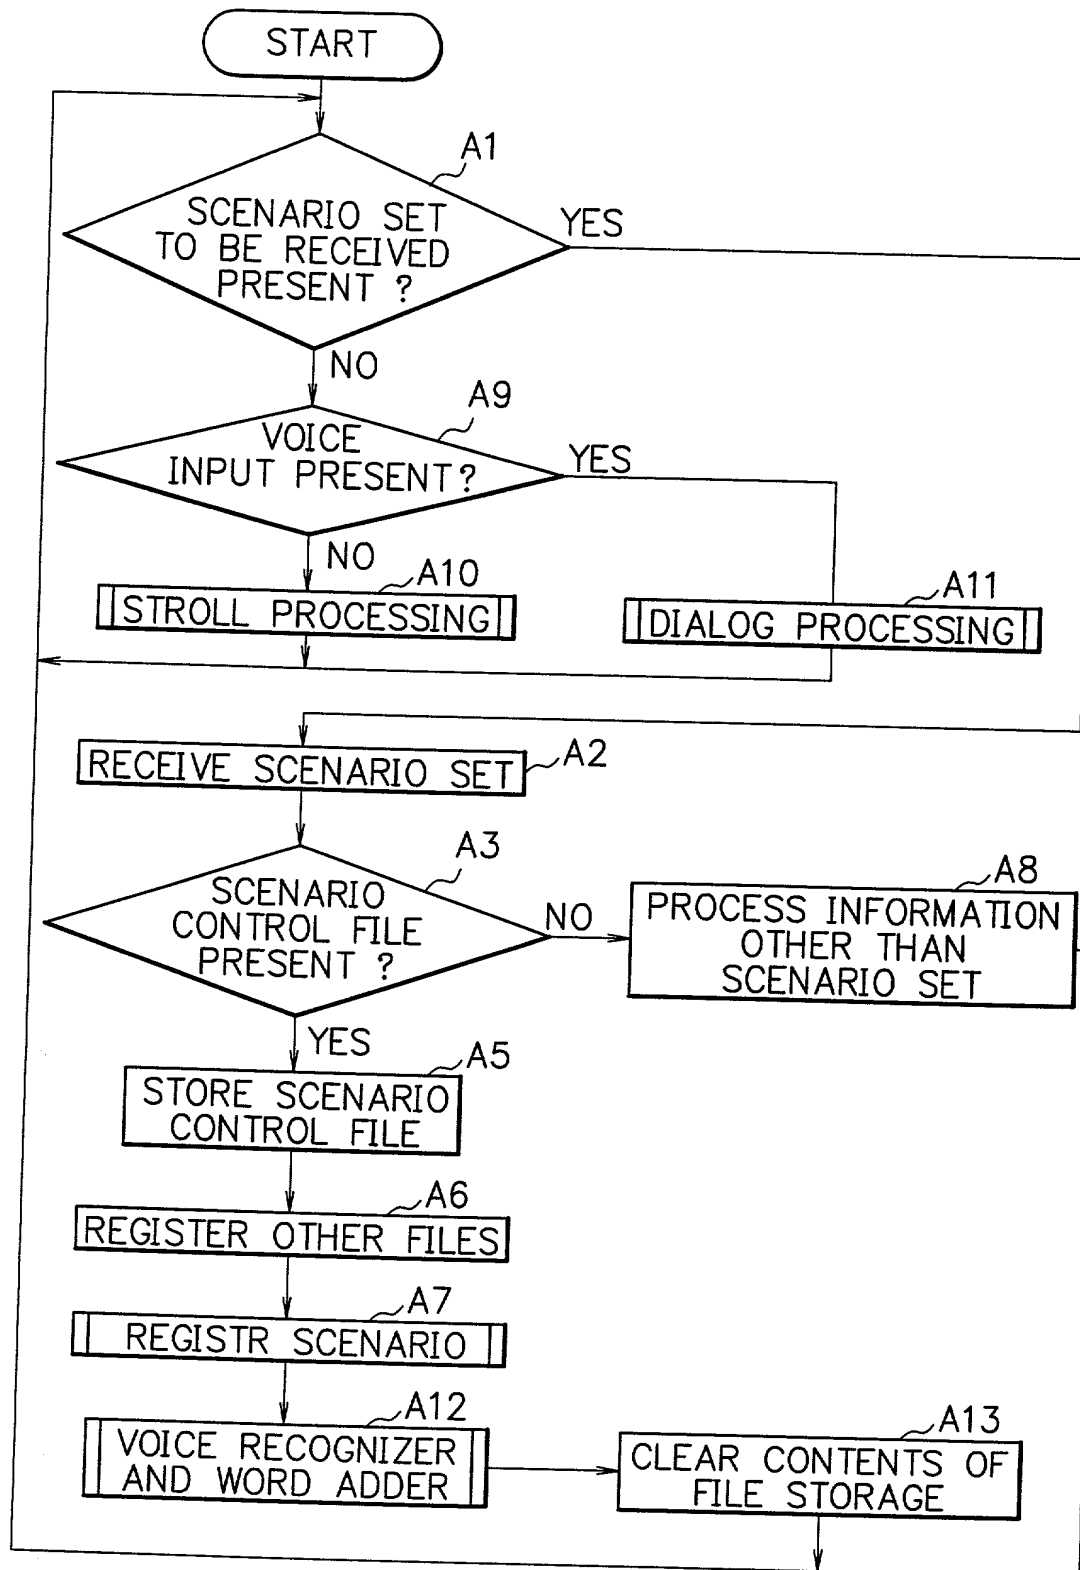 START
A1
SCENARIO SET
TO BE RECEIVED
PRESENT ?
YES
NO
A9
VOICE
INPUT PRESENT?
YES
NO
A10
STROLL PROCESSING
A11
DIALOG PROCESSING
RECEIVE SCENARIO SET
A2
A3
SCENARIO
CONTROL FILE
PRESENT ?
NO
A8
PROCESS INFORMATION
OTHER THAN
SCENARIO SET
YES
A5
STORE SCENARIO
CONTROL FILE
A6
REGISTER OTHER FILES
A7
REGISTR SCENARIO
A12
VOICE RECOGNIZER
AND WORD ADDER
A13
CLEAR CONTENTS OF
FILE STORAGE